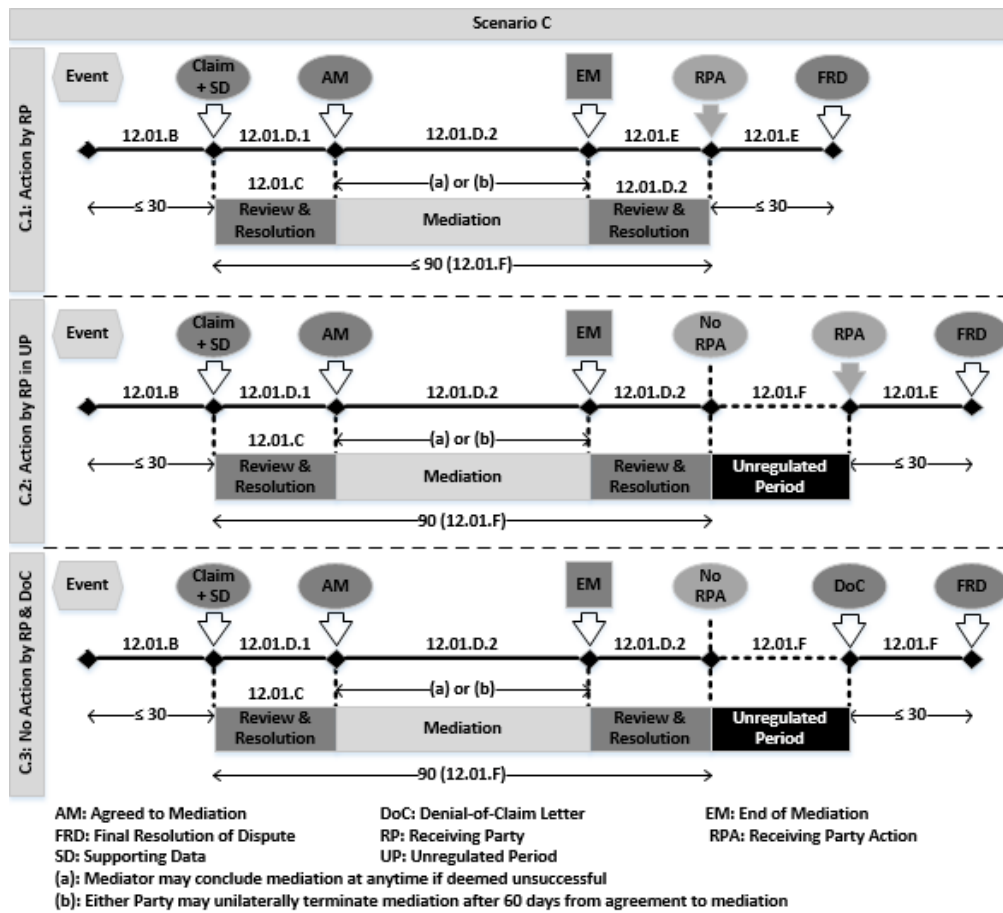 Scenario C
C.1: Action by RP
Event
Claim
+ SD
AM
EM
RPA
FRD
12.01.B
12.01.D.1
12.01.D.2
12.01.E
12.01.E
12.01.C
(a) or (b)
12.01.D.2
≤ 30
Review &
Resolution
Mediation
Review &
Resolution
≤ 30
≤ 90 (12.01.F)
C.2: Action by RP in UP
Event
Claim
+ SD
AM
EM
No
RPA
RPA
FRD
12.01.B
12.01.D.1
12.01.D.2
12.01.D.2
12.01.F
12.01.E
12.01.C
(a) or (b)
≤ 30
Review &
Resolution
Mediation
Review &
Resolution
Unregulated
Period
≤ 30
90 (12.01.F)
C.3: No Action by RP & DoC
Event
Claim
+ SD
AM
EM
No
RPA
DoC
FRD
12.01.B
12.01.D.1
12.01.D.2
12.01.D.2
12.01.F
12.01.F
12.01.C
(a) or (b)
≤ 30
Review &
Resolution
Mediation
Review &
Resolution
Unregulated
Period
≤ 30
90 (12.01.F)
AM: Agreed to Mediation DoC: Denial-of-Claim Letter EM: End of Mediation
FRD: Final Resolution of Dispute RP: Receiving Party RPA: Receiving Party Action
SD: Supporting Data UP: Unregulated Period
(a): Mediator may conclude mediation at anytime if deemed unsuccessful
(b): Either Party may unilaterally terminate mediation after 60 days from agreement to mediation